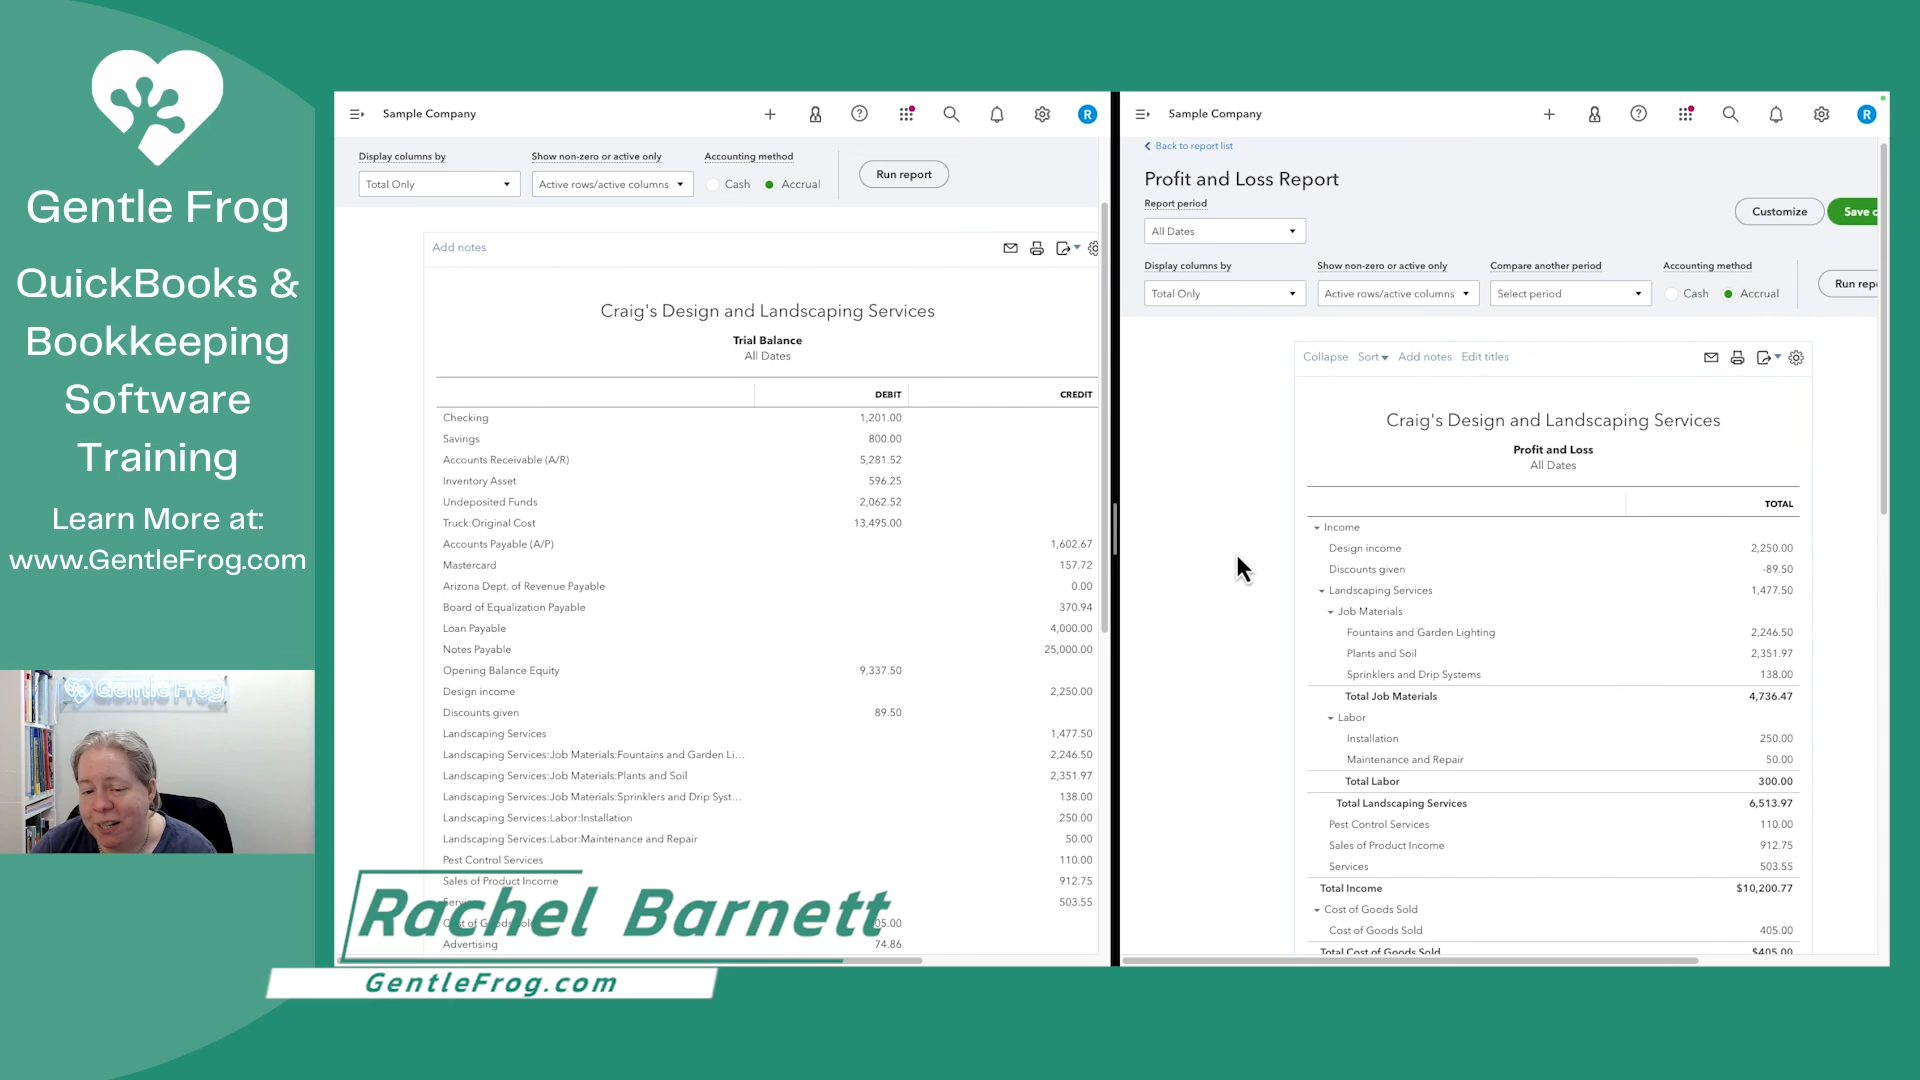 Gentle Frog
QuickBooks &
Bookkeeping
Software
Training
Learn More at:
www.GentleFrog.com
Gentle Frog
Sample Company
R
Display columns by
Show non-zero or active only
Accounting method
Total Only
Active rows/active columns
Cash
Accrual
Run report
Add notes
Craig's Design and Landscaping Services
Trial Balance
All Dates
DEBIT CREDIT
Checking 1,201.00
Savings 800.00
Accounts Receivable (A/R) 5,281.52
Inventory Asset 596.25
Undeposited Funds 2,062.52
Truck:Original Cost 13,495.00
Accounts Payable (A/P) 1,602.67
Mastercard 157.72
Arizona Dept. of Revenue Payable 0.00
Board of Equalization Payable 370.94
Loan Payable 4,000.00
Notes Payable 25,000.00
Opening Balance Equity 9,337.50
Design income 2,250.00
Discounts given 89.50
Landscaping Services 1,477.50
Landscaping Services:Job Materials:Fountains and Garden Li... 2,246.50
Landscaping Services:Job Materials:Plants and Soil 2,351.97
Landscaping Services:Job Materials:Sprinklers and Drip Syst... 138.00
Landscaping Services:Labor:Installation 250.00
Landscaping Services:Labor:Maintenance and Repair 50.00
Pest Control Services 110.00
Sales of Product Income 912.75
503.55
Advertising 74.86
Rachel Barnett
GentleFrog.com
Sample Company
R
Back to report list
Profit and Loss Report
Report period
All Dates
Customize
Save c
Display columns by
Show non-zero or active only
Compare another period
Accounting method
Total Only
Active rows/active columns
Select period
Cash
Accrual
Run repo
Collapse Sort Add notes Edit titles
Craig's Design and Landscaping Services
Profit and Loss
All Dates
TOTAL
Income
Design income 2,250.00
Discounts given -89.50
Landscaping Services 1,477.50
Job Materials
Fountains and Garden Lighting 2,246.50
Plants and Soil 2,351.97
Sprinklers and Drip Systems 138.00
Total Job Materials 4,736.47
Labor
Installation 250.00
Maintenance and Repair 50.00
Total Labor 300.00
Total Landscaping Services 6,513.97
Pest Control Services 110.00
Sales of Product Income 912.75
Services 503.55
Total Income $10,200.77
Cost of Goods Sold
Cost of Goods Sold 405.00
Total Cost of Goods Sold $405.00